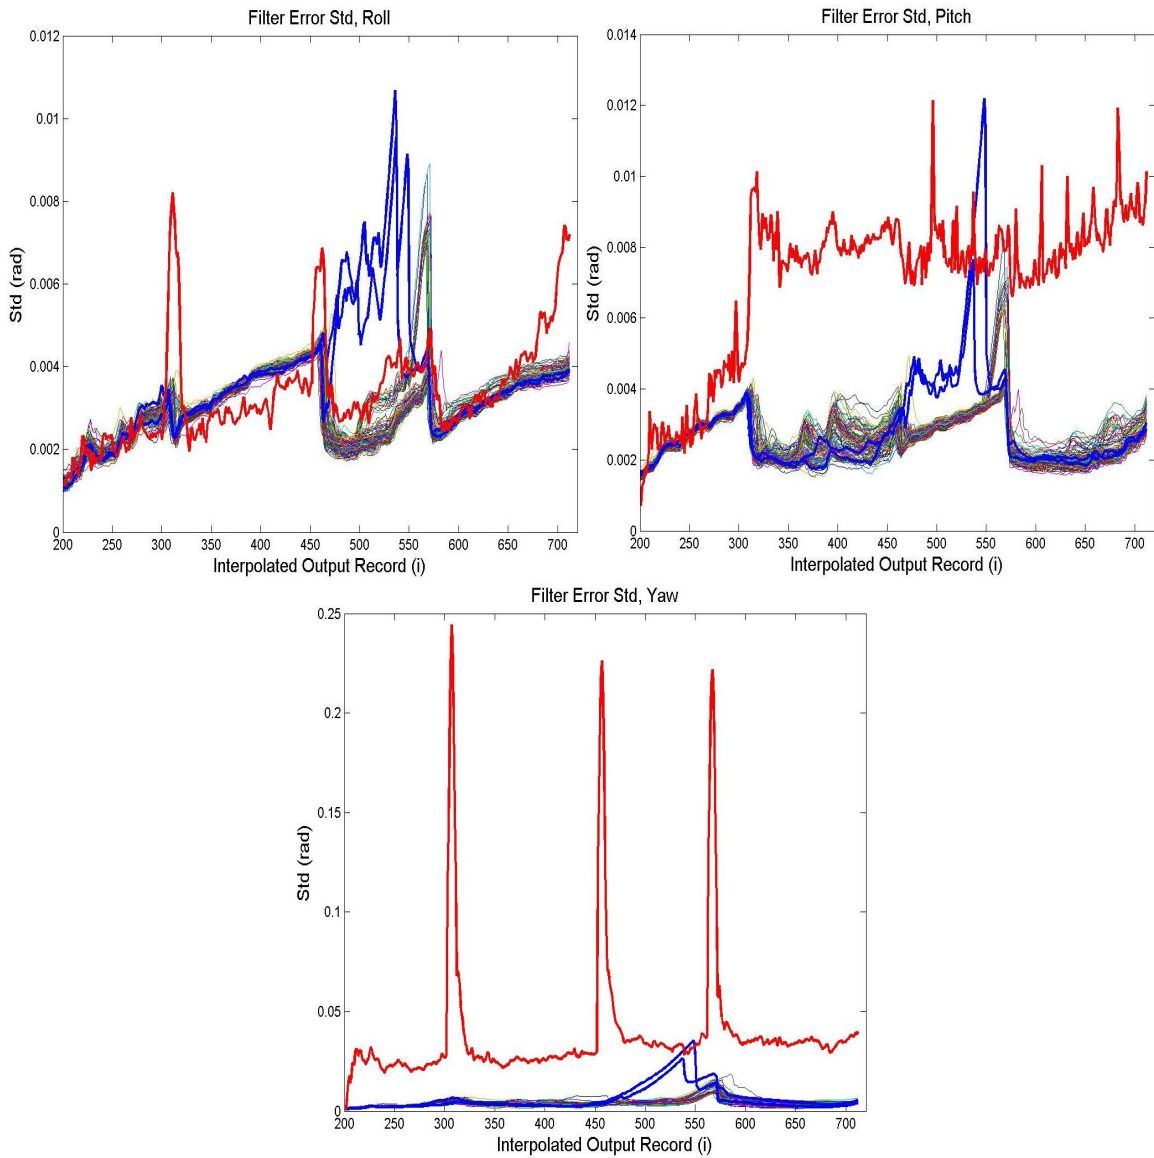 Filter Error Std, Roll
0.012
0.01
0.008
0.006
0.004
0.002
0
Std (rad)
200 250 300 350 400 450 500 550 600 650 700
Interpolated Output Record (i)
Filter Error Std, Pitch
0.014
0.012
0.01
0.008
0.006
0.004
0.002
0
Std (rad)
200 250 300 350 400 450 500 550 600 650 700
Interpolated Output Record (i)
Filter Error Std, Yaw
0.25
0.2
0.15
0.1
0.05
0
Std (rad)
200 250 300 350 400 450 500 550 600 650 700
Interpolated Output Record (i)